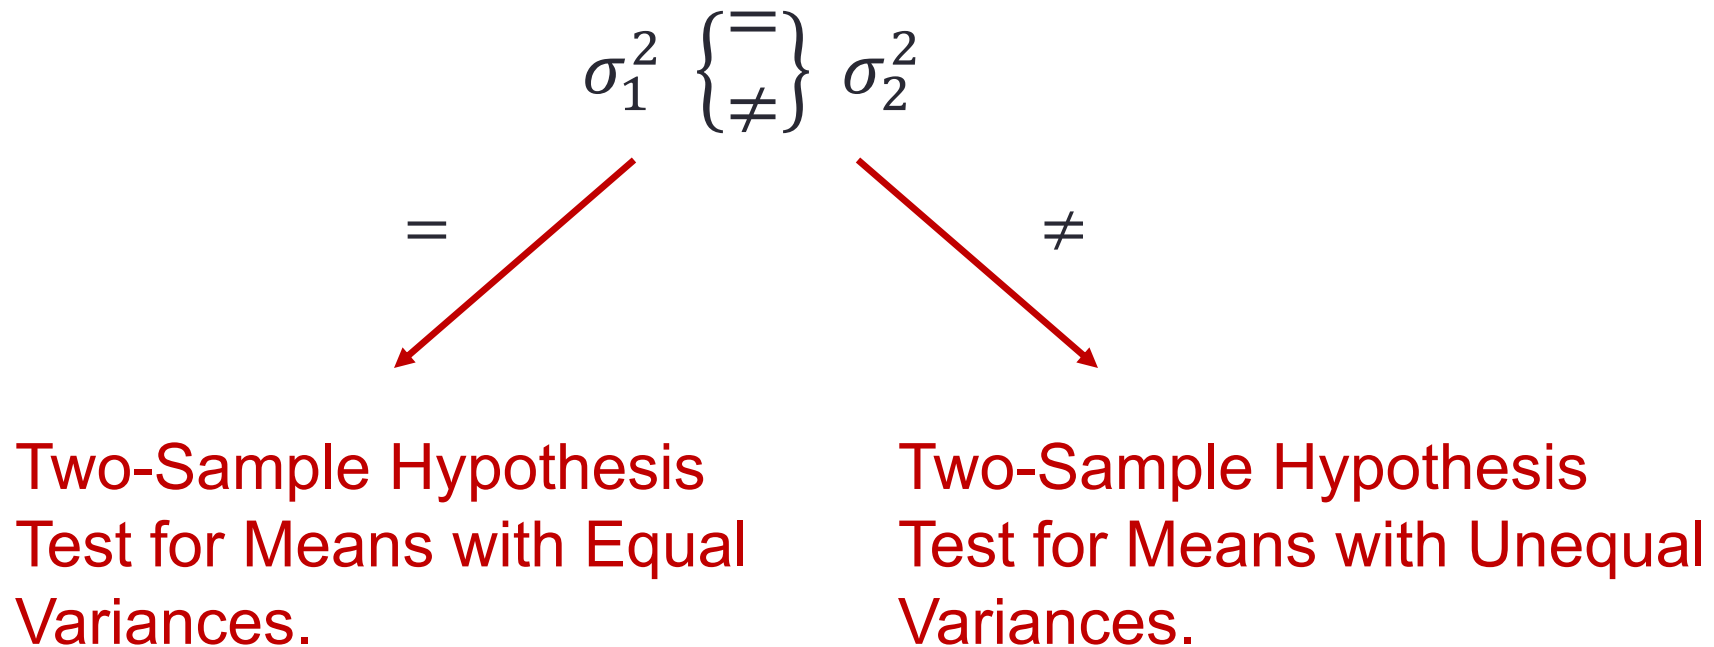 σ₁² {= ≠} σ₂²
= ≠
Two-Sample Hypothesis
Test for Means with Equal
Variances.
Two-Sample Hypothesis
Test for Means with Unequal
Variances.